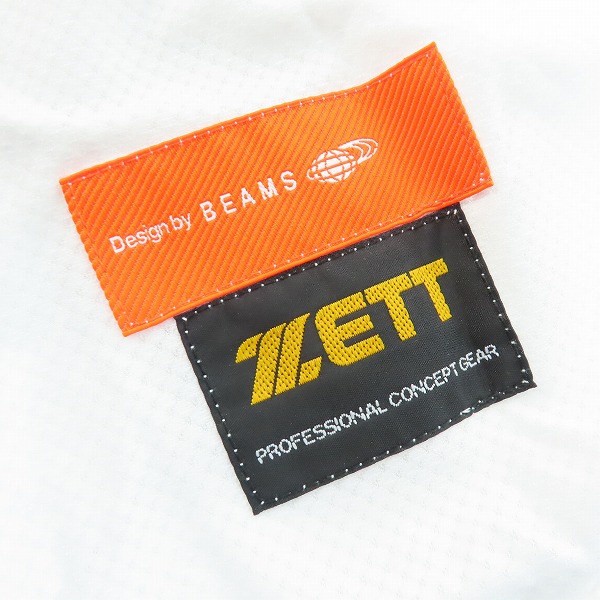 Design by BEAMS
ZETT
PROFESSIONAL CONCEPT GEAR